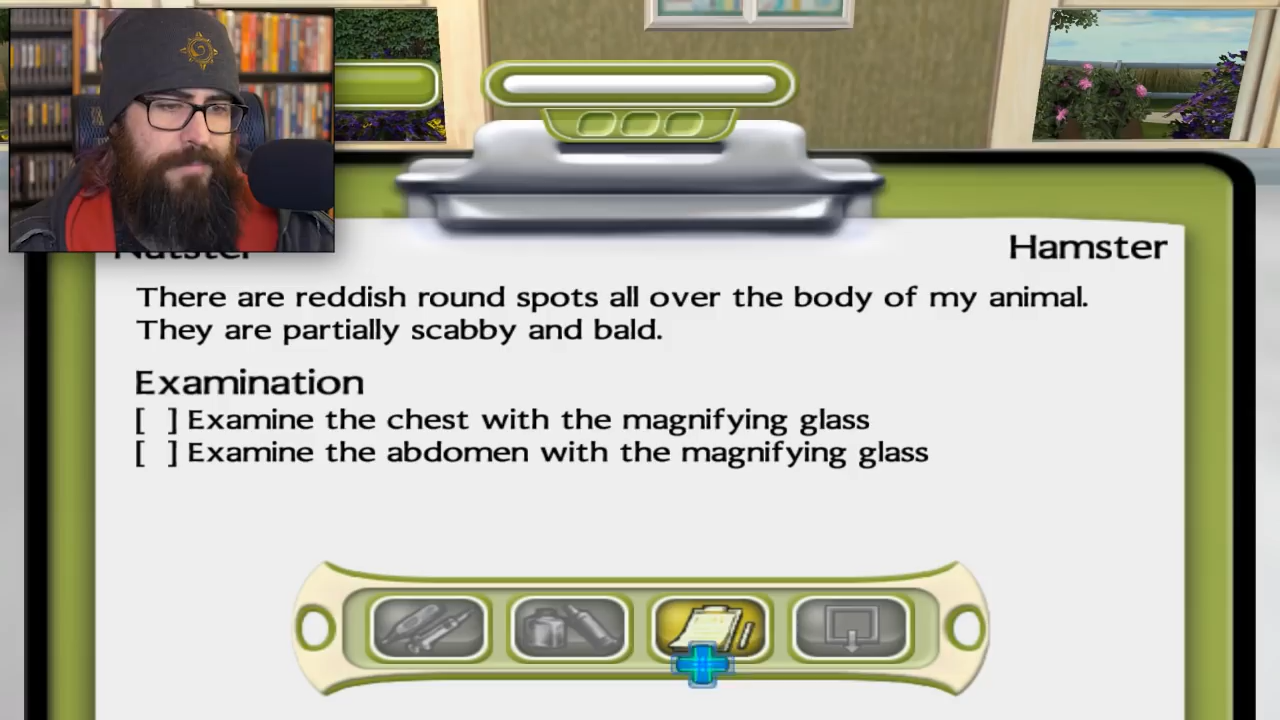 Nutster
Hamster
There are reddish round spots all over the body of my animal.
They are partially scabby and bald.
Examination
[ ] Examine the chest with the magnifying glass
[ ] Examine the abdomen with the magnifying glass